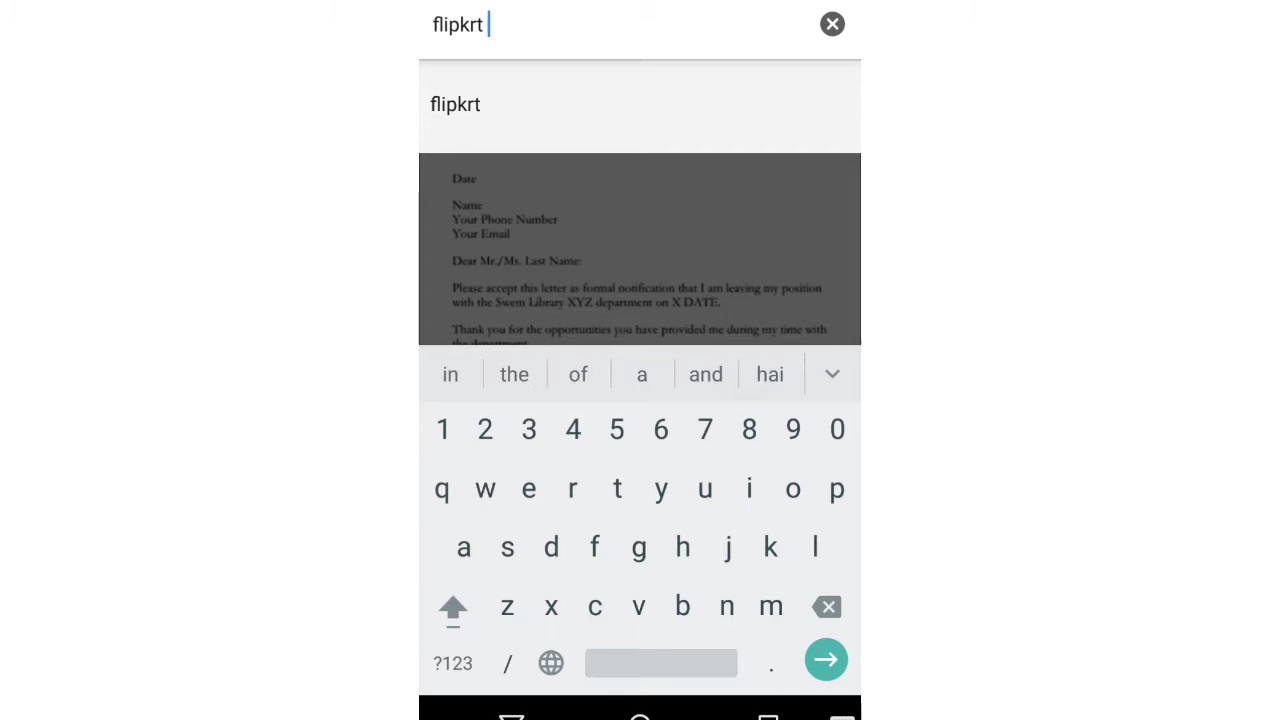 flipkrt
flipkrt
Date
Name
Your Phone Number
Your Email
Dear Mr./Ms. Last Name:
Please accept this letter as formal notification that I am leaving my position
with the Swem Library XYZ department on X DATE.
Thank you for the opportunities you have provided me during my time with
the department
in the of a and hai
1 2 3 4 5 6 7 8 9 0
q w e r t y u i o p
a s d f g h j k l
z x c v b n m
?123 / .